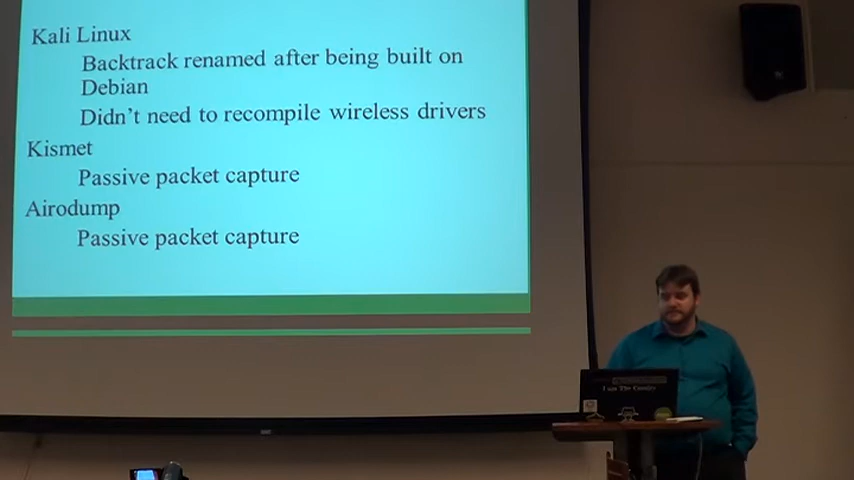 Kali Linux
Backtrack renamed after being built on
Debian
Didn't need to recompile wireless drivers
Kismet
Passive packet capture
Airodump
Passive packet capture